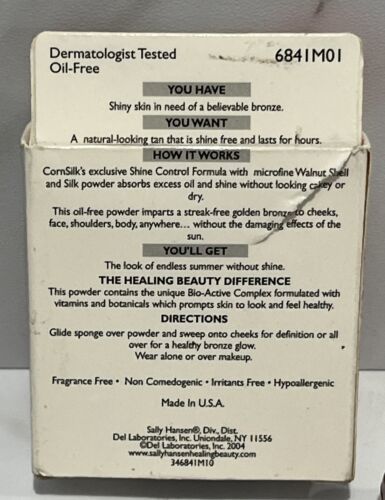 Dermatologist Tested 6841M01
Oil-Free
YOU HAVE
Shiny skin in need of a believable bronze.
YOU WANT
A natural-looking tan that is shine free and lasts for hours.
HOW IT WORKS
CornSilk's exclusive Shine Control Formula with microfine Walnut Shell
and Silk powder absorbs excess oil and shine without looking cakey or
dry.
This oil-free powder imparts a streak-free golden bronze to cheeks,
face, shoulders, body, anywhere... without the damaging effects of the
sun.
YOU'LL GET
The look of endless summer without shine.
THE HEALING BEAUTY DIFFERENCE
This powder contains the unique Bio-Active Complex formulated with
vitamins and botanicals which prompts skin to look and feel healthy.
DIRECTIONS
Glide sponge over powder and sweep onto cheeks for definition or all
over for a healthy bronze glow.
Wear alone or over makeup.
Fragrance Free • Non Comedogenic • Irritants Free • Hypoallergenic
Made In U.S.A.
Sally Hansen®, Div., Dist.
Del Laboratories, Inc. Uniondale, NY 11556
©Del Laboratories, Inc. 2004
www.sallyhansenhealingbeauty.com
346841M10